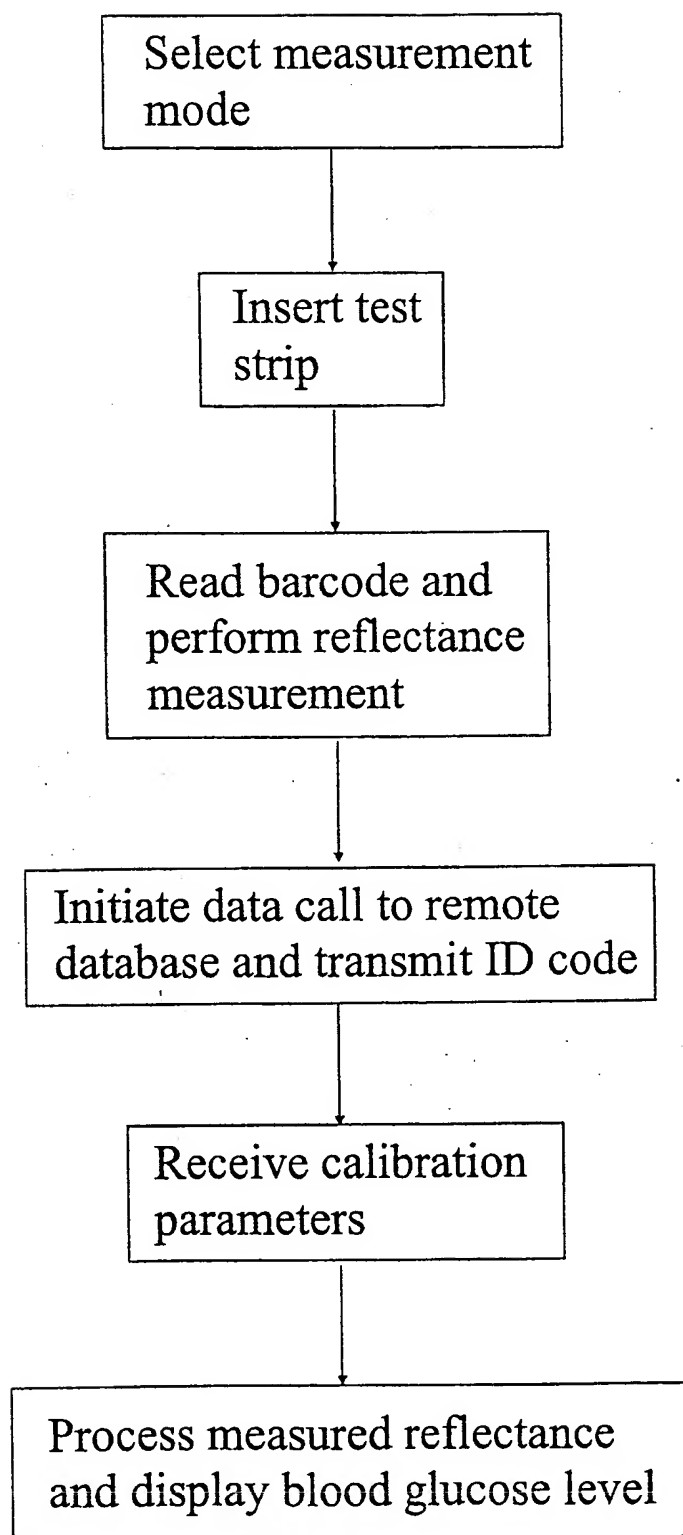 Select measurement
mode
Insert test
strip
Read barcode and
perform reflectance
measurement
Initiate data call to remote
database and transmit ID code
Receive calibration
parameters
Process measured reflectance
and display blood glucose level